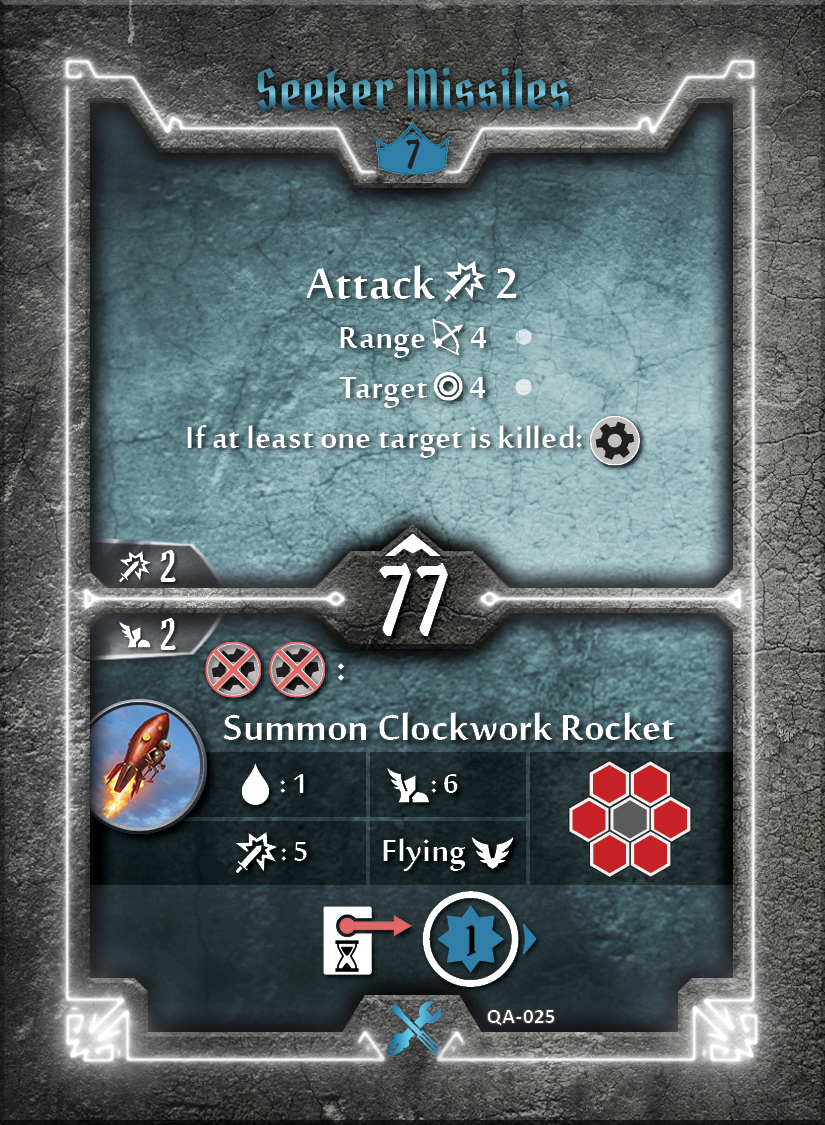 Seeker Missiles
7
Attack 2
Range 4
Target 4
If at least one target is killed:
2
77
2
:
Summon Clockwork Rocket
: 1
: 6
: 5
Flying
1
QA-025